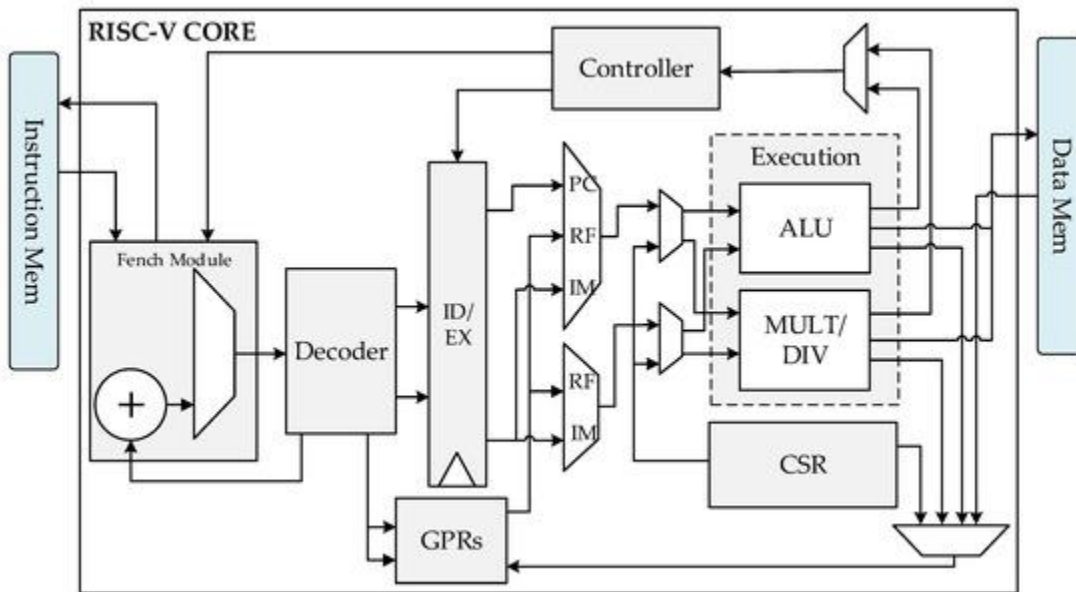 RISC-V CORE
Instruction Mem
Controller
Data Mem
Execution
PC
RF
IM
ALU
Fench Module
ID/
EX
Decoder
MULT/
DIV
RF
IM
CSR
GPRs
+